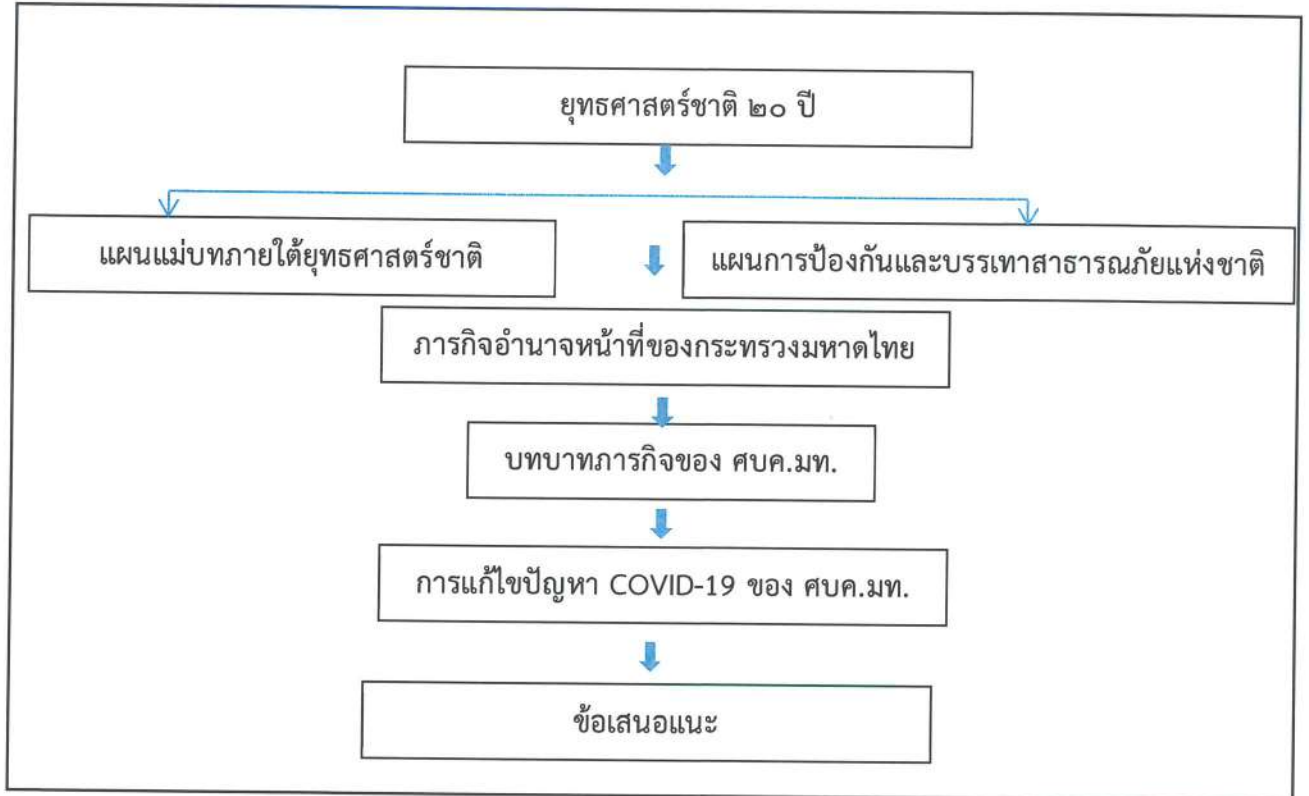 ยุทธศาสตร์ชาติ ๒๐ ปี
แผนแม่บทภายใต้ยุทธศาสตร์ชาติ
แผนการป้องกันและบรรเทาสาธารณภัยแห่งชาติ
ภารกิจอำนาจหน้าที่ของกระทรวงมหาดไทย
บทบาทภารกิจของ ศบค.มท.
การแก้ไขปัญหา COVID-19 ของ ศบค.มท.
ข้อเสนอแนะ